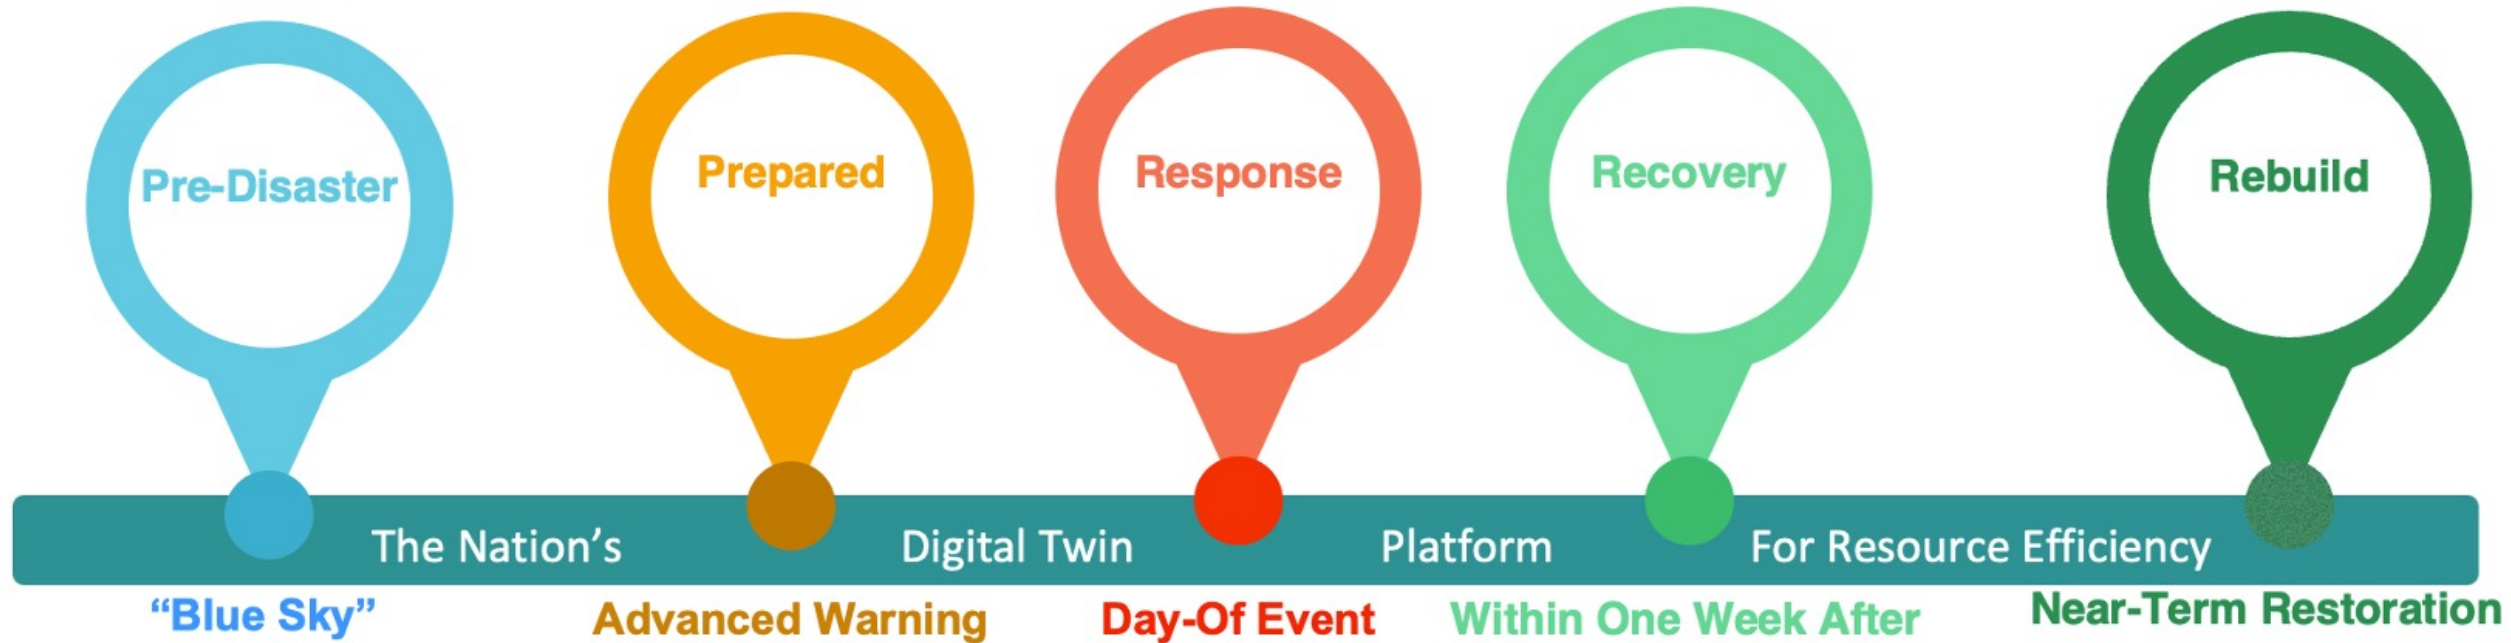 Pre-Disaster
Prepared
Response
Recovery
Rebuild
The Nation’s Digital Twin Platform For Resource Efficiency
“Blue Sky”
Advanced Warning
Day-Of Event
Within One Week After
Near-Term Restoration